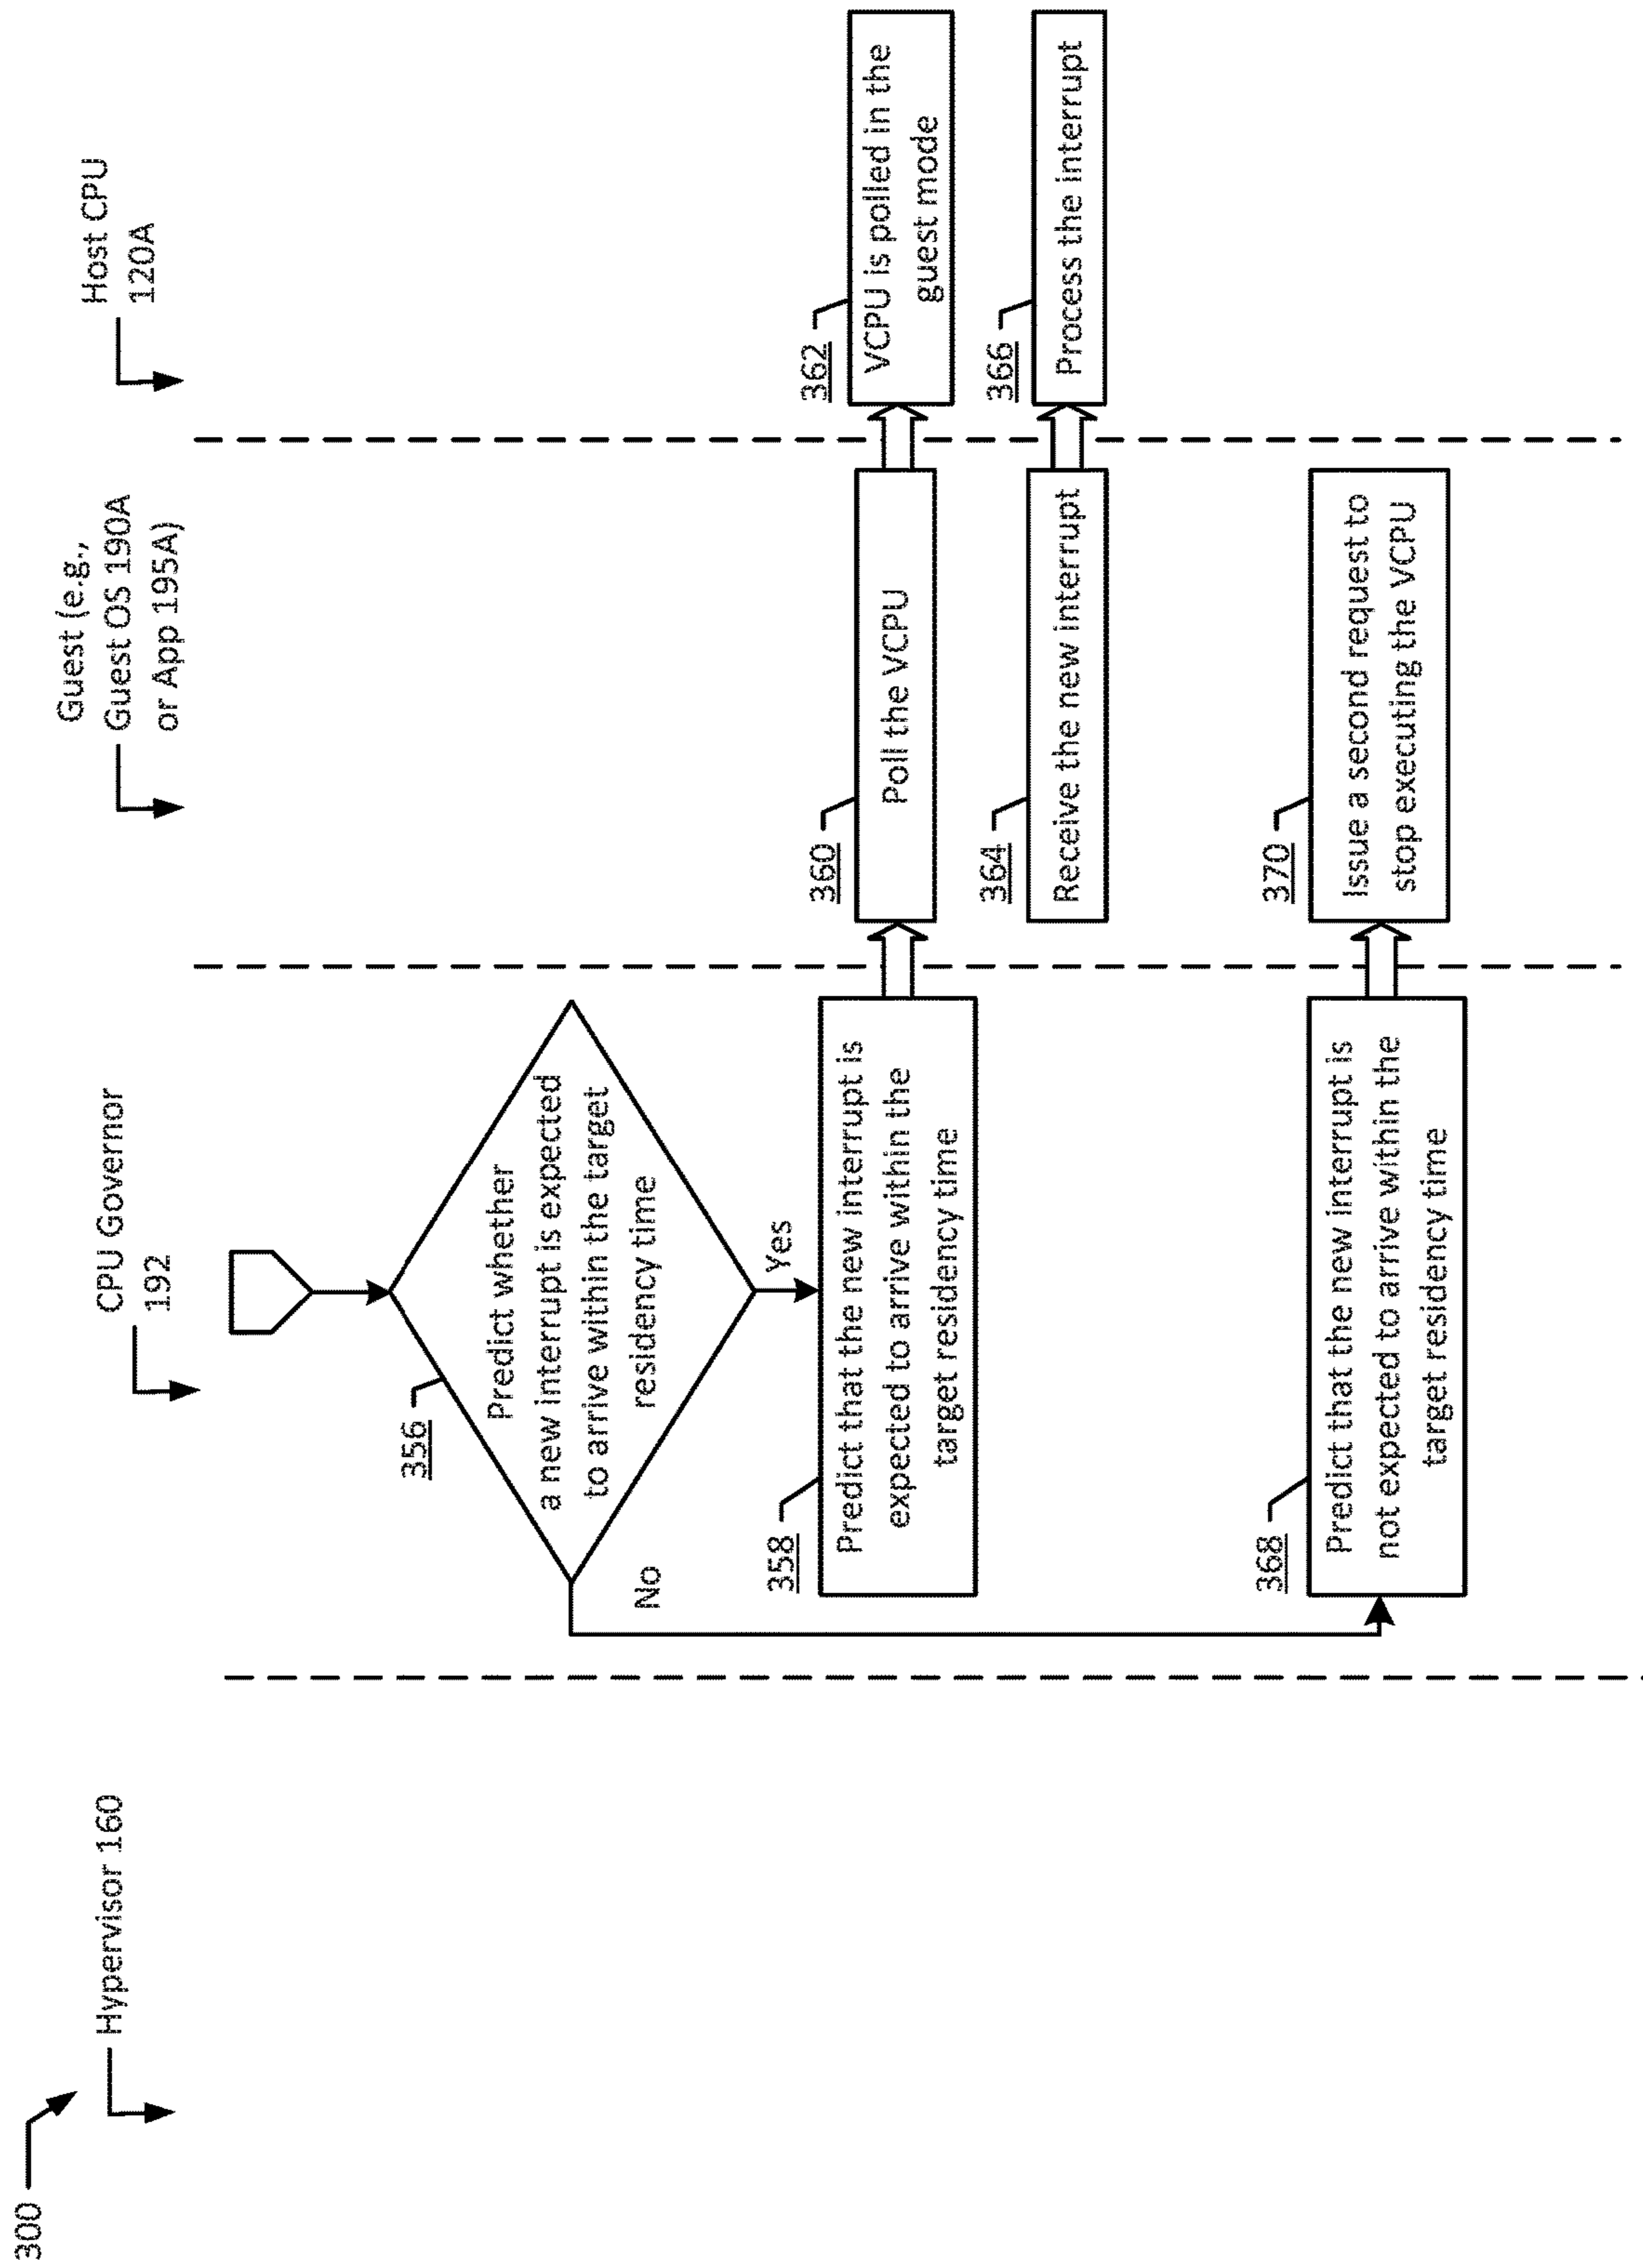 300
Hypervisor 160
CPU Governor
192
Guest (e.g.,
Guest OS 190A
or App 195A)
Host CPU
120A
356
Predict whether
a new interrupt is expected
to arrive within the target
residency time
Yes
No
358
Predict that the new interrupt is
expected to arrive within the
target residency time
360
Poll the VCPU
362
VCPU is polled in the
guest mode
364
Receive the new interrupt
366
Process the interrupt
368
Predict that the new interrupt is
not expected to arrive within the
target residency time
370
Issue a second request to
stop executing the VCPU